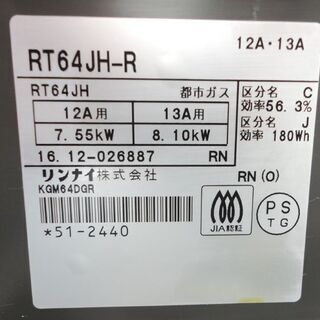 12A・13A
RT64JH-R
RT64JH 都市ガス
12A用 13A用
7.55kW 8.10kW
区分名 C
効率56.3%
区分名 J
効率 180Wh
16.12-026887 RN
リンナイ株式会社 RN(O)
KGM64DGR
*51-2440
JIA認証
PS
TG